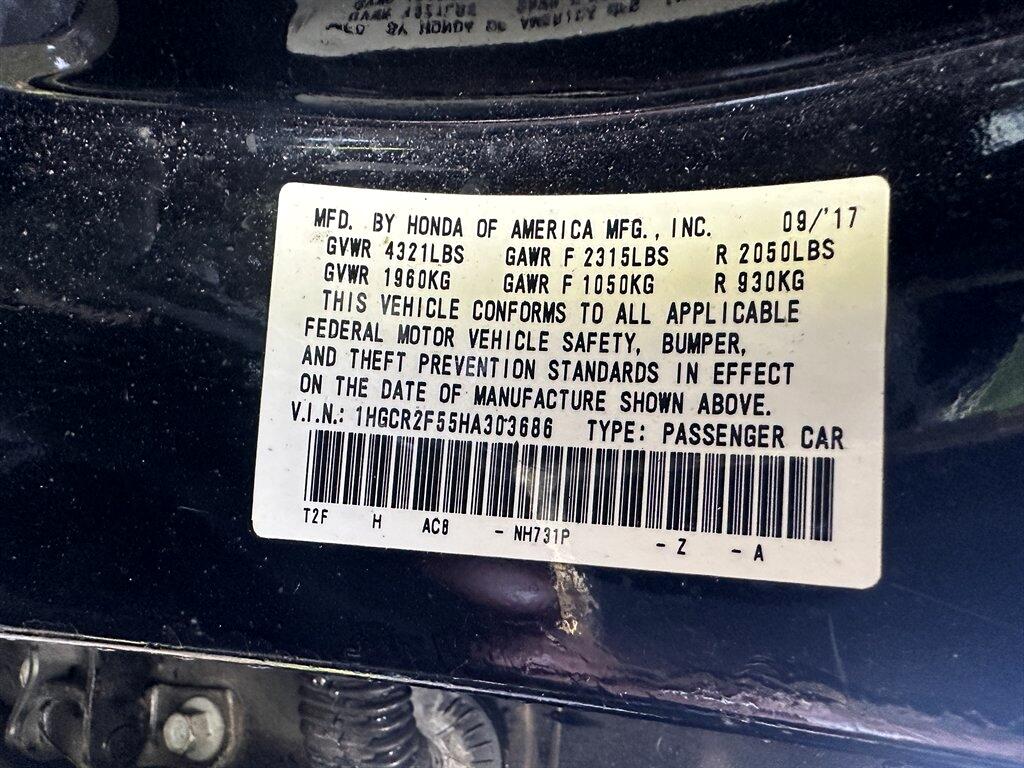 MFD. BY HONDA OF AMERICA MFG., INC. 09/'17
GVWR 4321LBS GAWR F 2315LBS R 2050LBS
GVWR 1960KG GAWR F 1050KG R 930KG
THIS VEHICLE CONFORMS TO ALL APPLICABLE
FEDERAL MOTOR VEHICLE SAFETY, BUMPER,
AND THEFT PREVENTION STANDARDS IN EFFECT
ON THE DATE OF MANUFACTURE SHOWN ABOVE.
V.I.N.: 1HGCR2F55HA303686 TYPE: PASSENGER CAR
T2F H AC8 - NH731P - Z - A